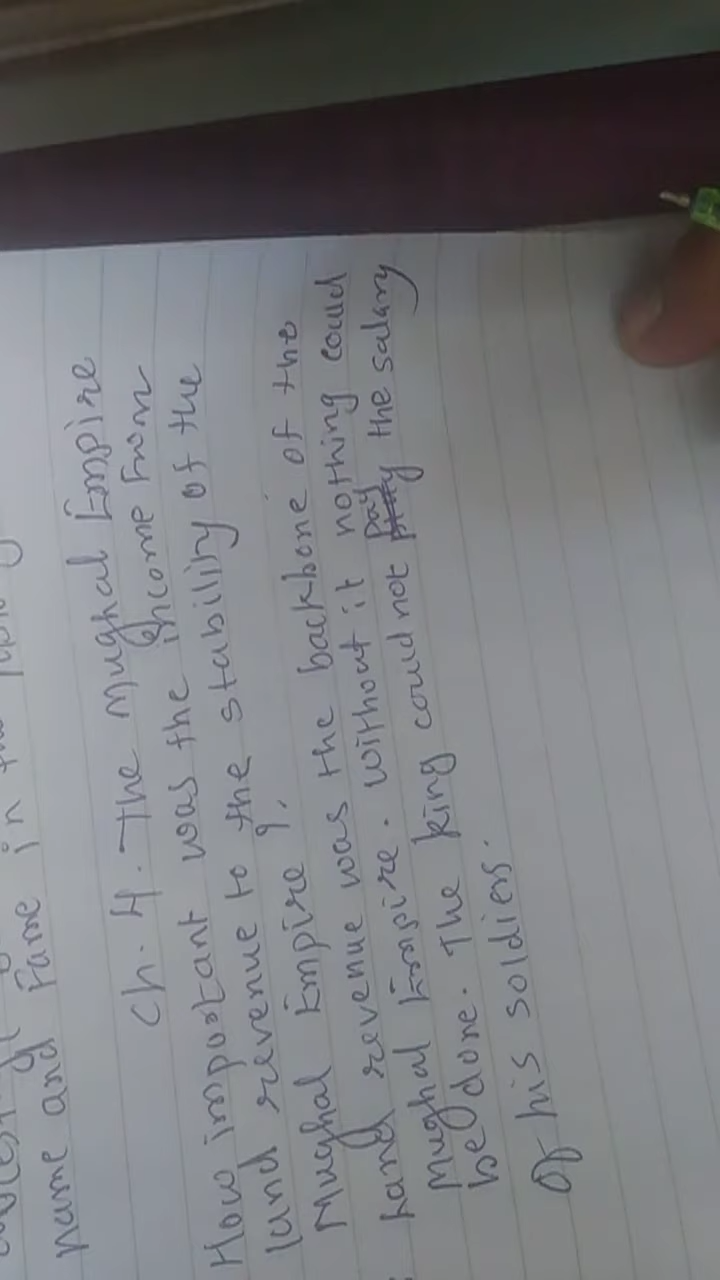 name and fame in the
Ch. 4. The Mughal Empire
How important was the income from
land revenue to the stability of the
Mughal Empire ?
Land revenue was the backbone of the
Mughal Empire. without it nothing could
be done. The king could not pay the salary
Of his soldiers.